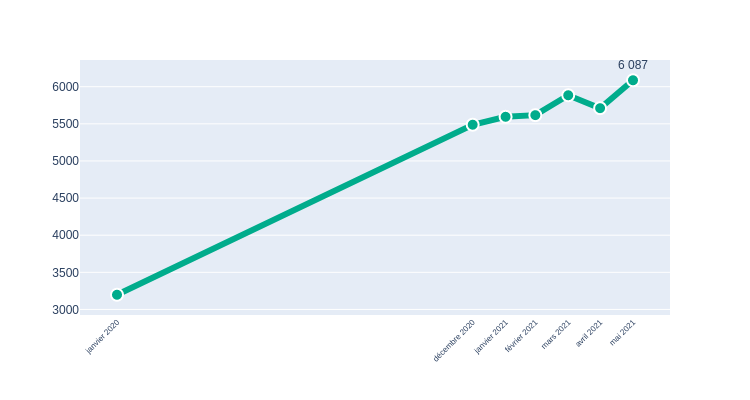 6 087
6000
5500
5000
4500
4000
3500
3000
janvier 2020
décembre 2020
janvier 2021
février 2021
mars 2021
avril 2021
mai 2021